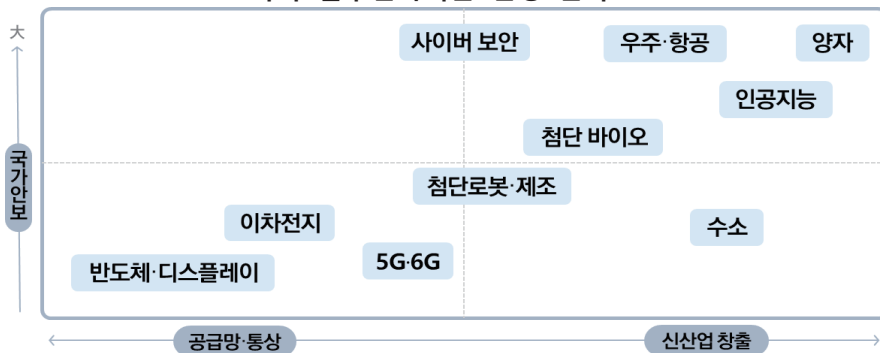 大
사이버 보안
우주·항공
양자
인공지능
첨단 바이오
국가안보
첨단로봇·제조
이차전지
수소
5G·6G
반도체·디스플레이
공급망·통상
신산업 창출